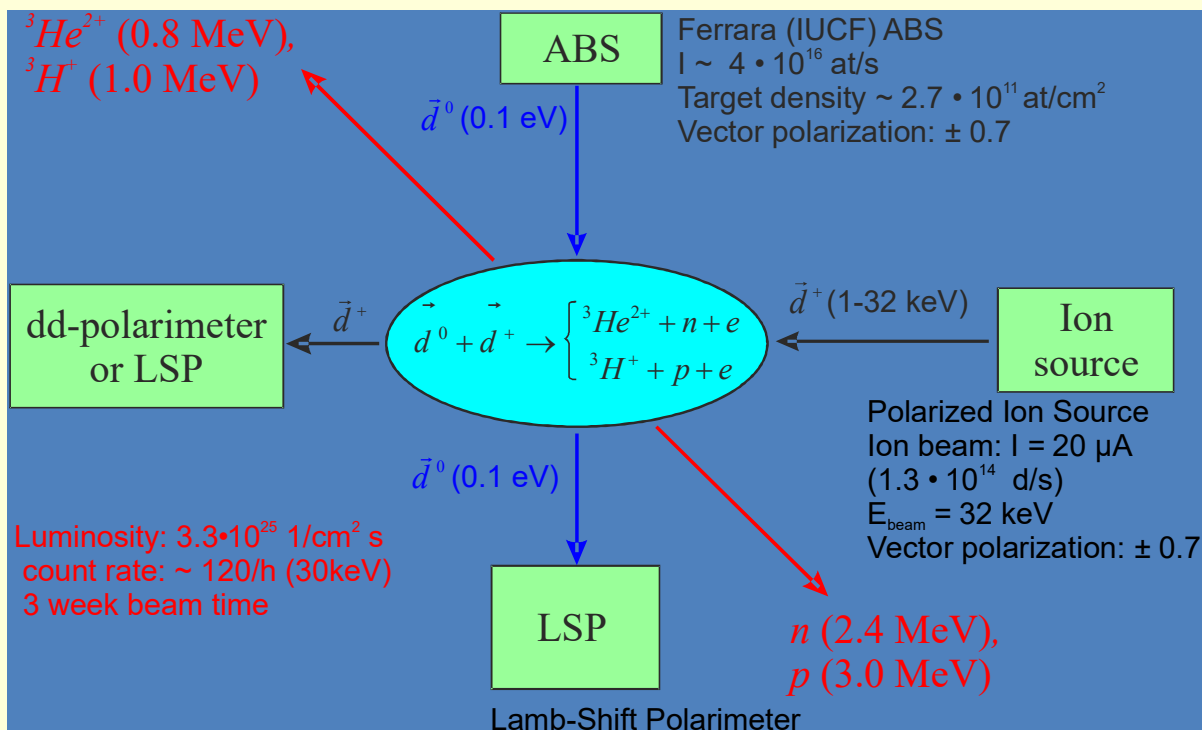 ³He²⁺ (0.8 MeV),
³H⁺ (1.0 MeV)
ABS
Ferrara (IUCF) ABS
I ~ 4 • 10¹⁶ at/s
Target density ~ 2.7 • 10¹¹ at/cm²
Vector polarization: ± 0.7
d⃗⁰ (0.1 eV)
dd-polarimeter
or LSP
d⃗⁺
d⃗⁰ + d⃗⁺ → { ³He²⁺ + n + e
³H⁺ + p + e
d⃗⁺ (1-32 keV)
Ion
source
Polarized Ion Source
Ion beam: I = 20 µA
(1.3 • 10¹⁴ d/s)
E_beam = 32 keV
Vector polarization: ± 0.7
d⃗⁰ (0.1 eV)
Luminosity: 3.3•10²⁵ 1/cm² s
count rate: ~ 120/h (30keV)
3 week beam time
LSP
Lamb-Shift Polarimeter
n (2.4 MeV),
p (3.0 MeV)